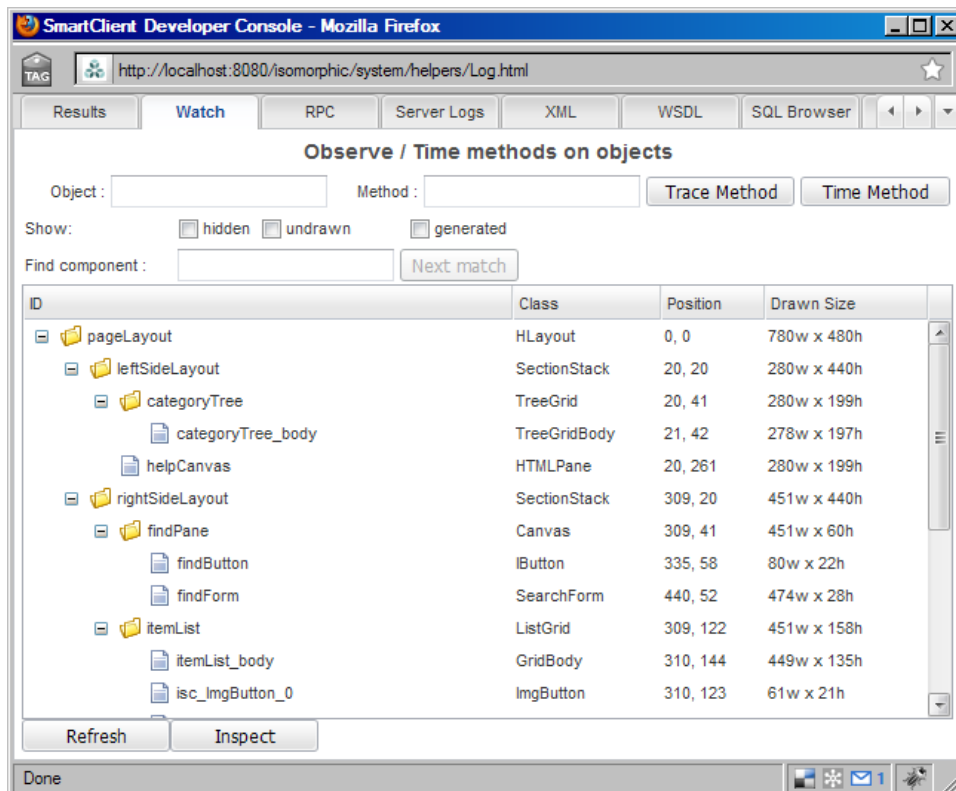 SmartClient Developer Console - Mozilla Firefox
TAG http://localhost:8080/isomorphic/system/helpers/Log.html
Results Watch RPC Server Logs XML WSDL SQL Browser
Observe / Time methods on objects
Object : Method : Trace Method Time Method
Show: hidden undrawn generated
Find component : Next match
ID Class Position Drawn Size
pageLayout HLayout 0, 0 780w x 480h
leftSideLayout SectionStack 20, 20 280w x 440h
categoryTree TreeGrid 20, 41 280w x 199h
categoryTree_body TreeGridBody 21, 42 278w x 197h
helpCanvas HTMLPane 20, 261 280w x 199h
rightSideLayout SectionStack 309, 20 451w x 440h
findPane Canvas 309, 41 451w x 60h
findButton IButton 335, 58 80w x 22h
findForm SearchForm 440, 52 474w x 28h
itemList ListGrid 309, 122 451w x 158h
itemList_body GridBody 310, 144 449w x 135h
isc_ImgButton_0 ImgButton 310, 123 61w x 21h
Refresh Inspect
Done 1